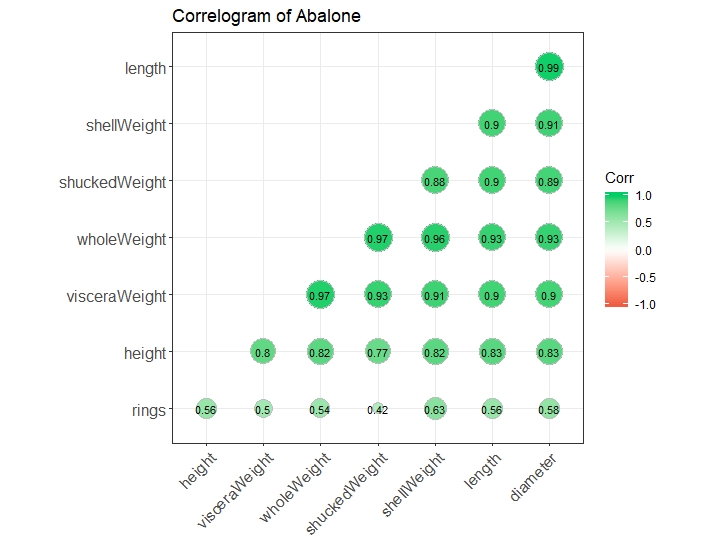 Correlogram of Abalone
length
0.99
shellWeight
0.9 0.91
shuckedWeight
0.88 0.9 0.89
wholeWeight
0.97 0.96 0.93 0.93
visceraWeight
0.97 0.93 0.91 0.9 0.9
height
0.8 0.82 0.77 0.82 0.83 0.83
rings
0.56 0.5 0.54 0.42 0.63 0.56 0.58
height
visceraWeight
wholeWeight
shuckedWeight
shellWeight
length
diameter
Corr
1.0
0.5
0.0
-0.5
-1.0